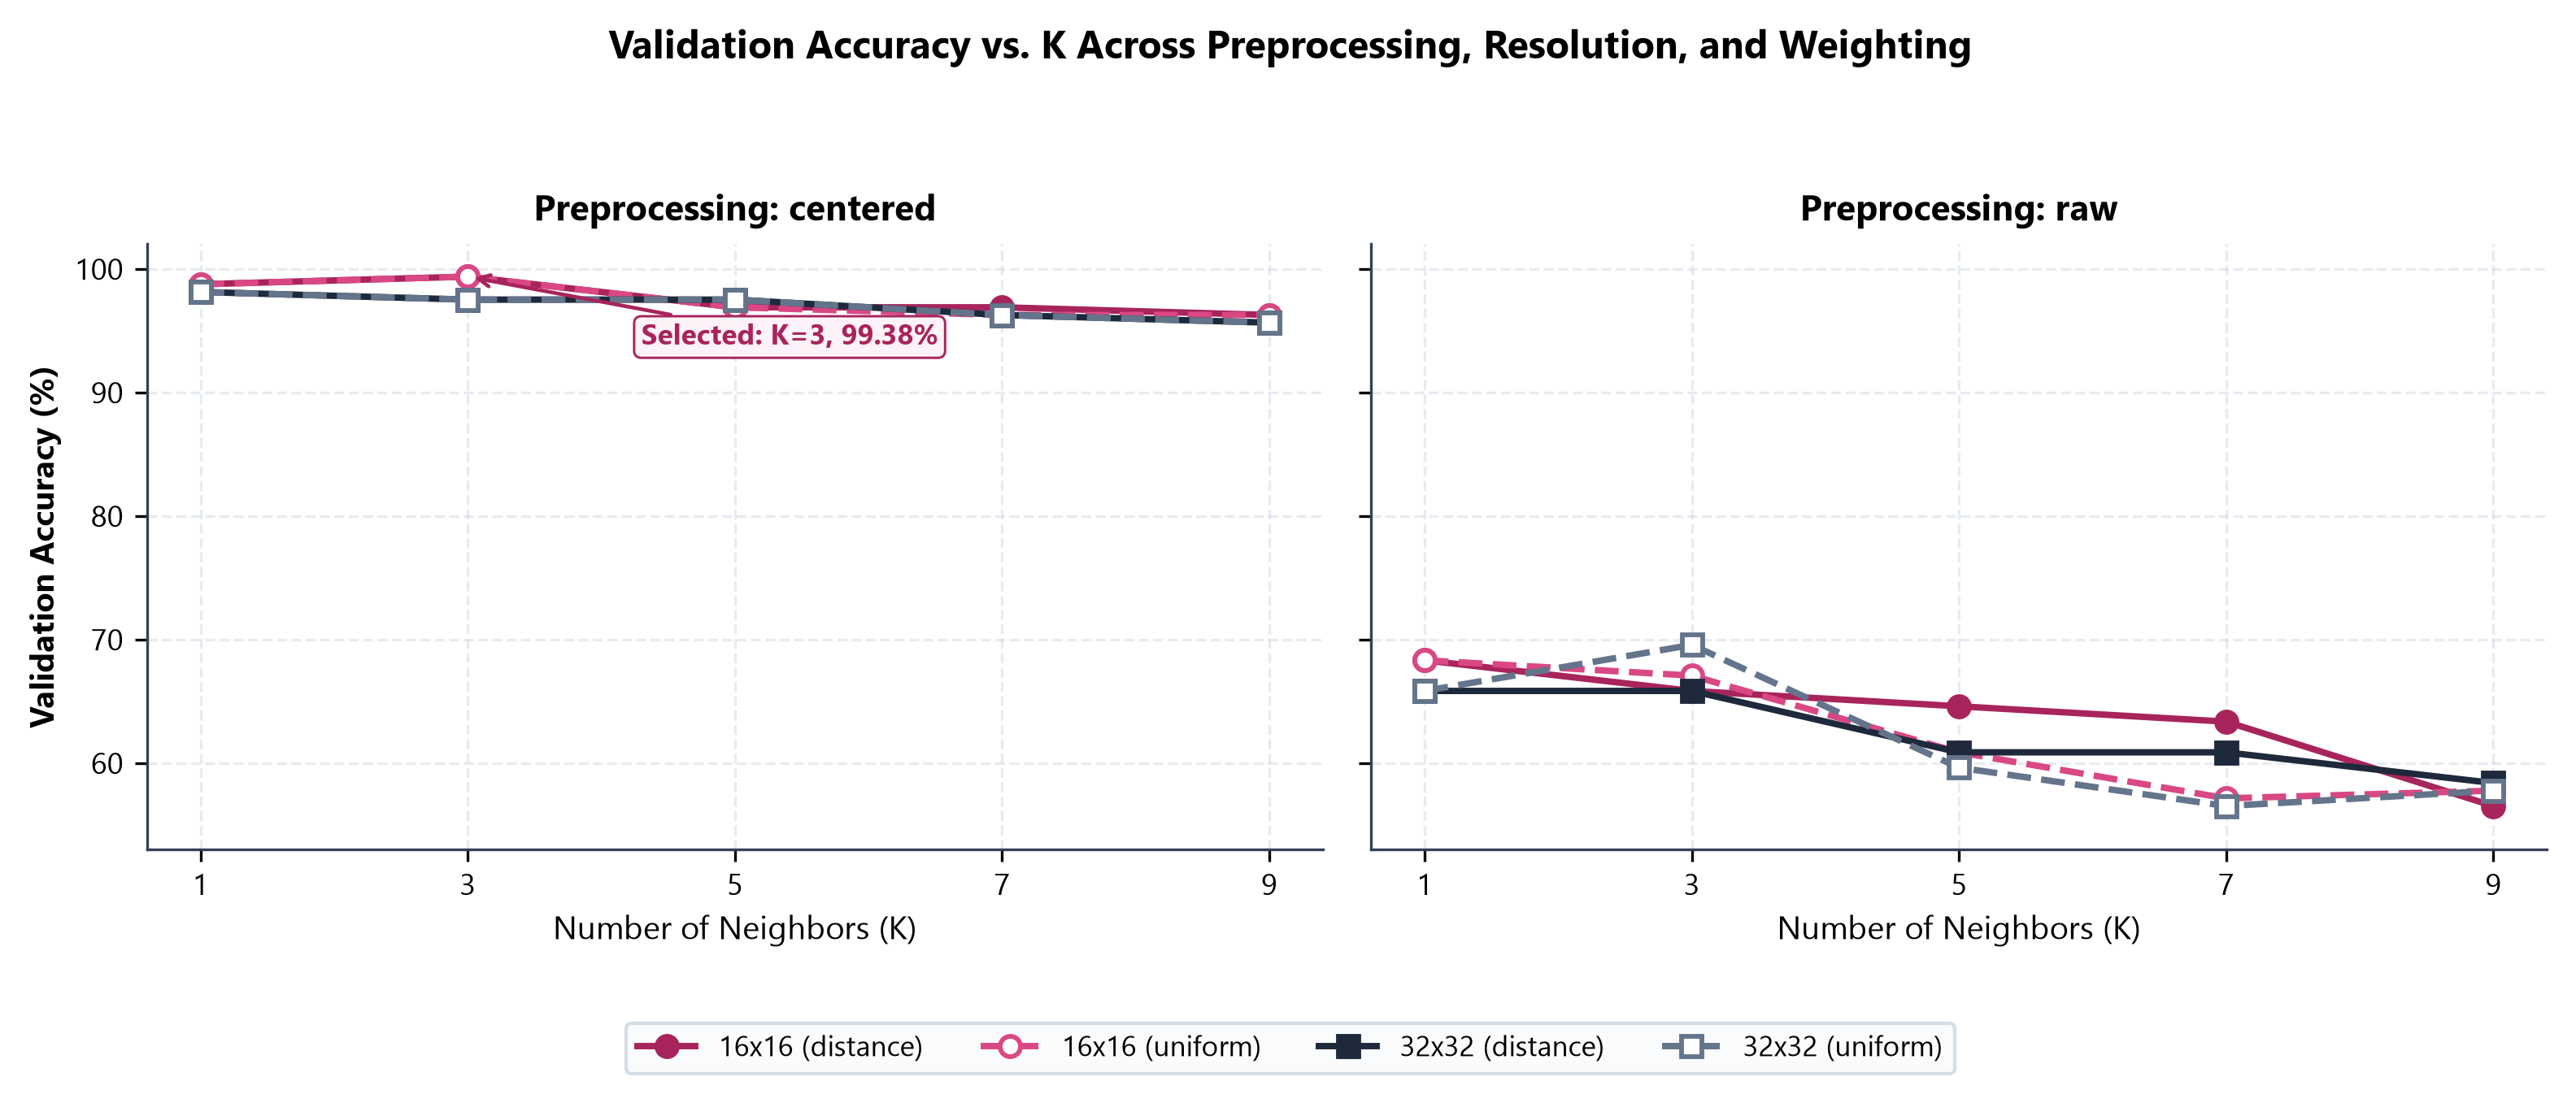 Validation Accuracy vs. K Across Preprocessing, Resolution, and Weighting
Preprocessing: centered
Preprocessing: raw
Validation Accuracy (%)
100
90
80
70
60
Selected: K=3, 99.38%
1
3
5
7
9
1
3
5
7
9
Number of Neighbors (K)
Number of Neighbors (K)
16x16 (distance)
16x16 (uniform)
32x32 (distance)
32x32 (uniform)